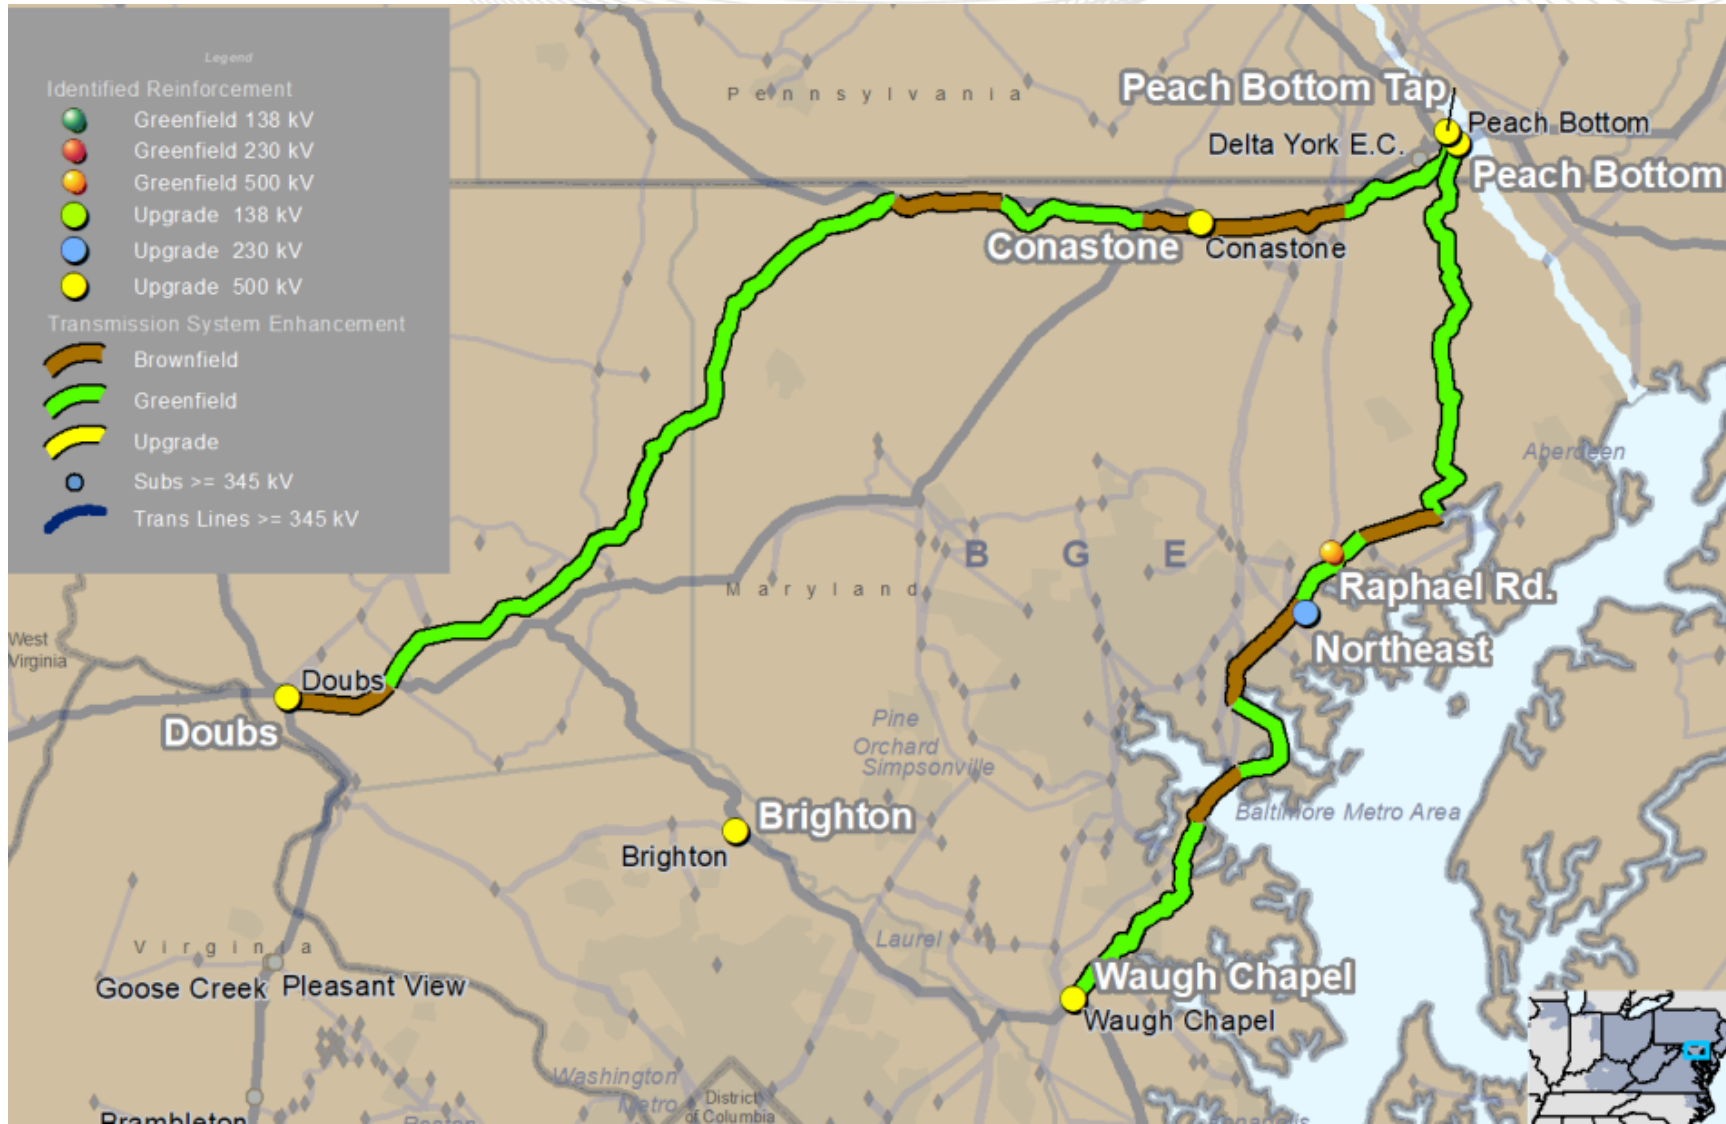 Legend
Identified Reinforcement
Greenfield 138 kV
Greenfield 230 kV
Greenfield 500 kV
Upgrade 138 kV
Upgrade 230 kV
Upgrade 500 kV
Transmission System Enhancement
Brownfield
Greenfield
Upgrade
Subs >= 345 kV
Trans Lines >= 345 kV
Pennsylvania
Peach Bottom Tap
Peach Bottom
Delta York E.C.
Peach Bottom
Conastone
Conastone
Aberdeen
B G E
Maryland
Raphael Rd.
Northeast
West
Virginia
Doubs
Doubs
Pine
Orchard
Simpsonville
Baltimore Metro Area
Brighton
Brighton
Laurel
Virginia
Goose Creek
Pleasant View
Waugh Chapel
Waugh Chapel
Washington
Metro
District
of Columbia
Brambleton